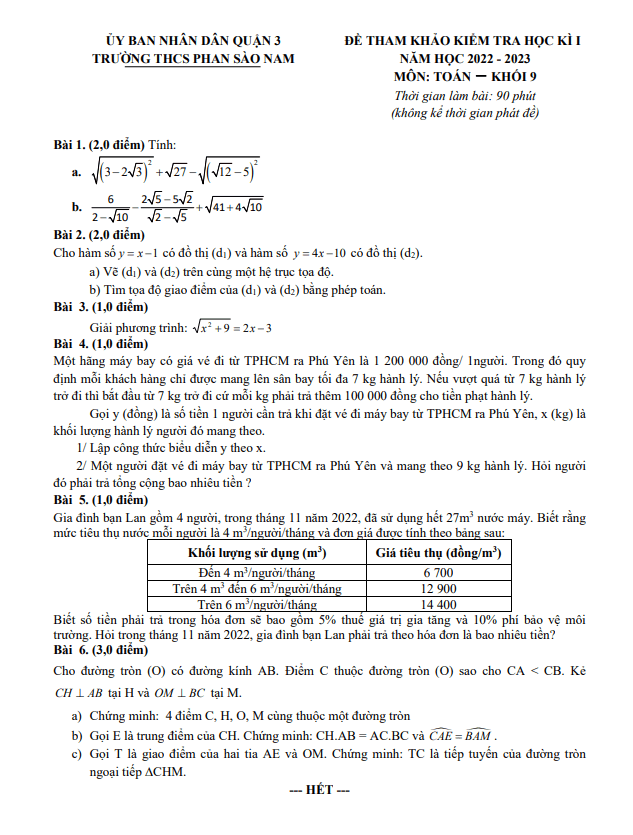 ỦY BAN NHÂN DÂN QUẬN 3
TRƯỜNG THCS PHAN SÀO NAM
ĐỀ THAM KHẢO KIỂM TRA HỌC KÌ I
NĂM HỌC 2022 - 2023
MÔN: TOÁN – KHỐI 9
Thời gian làm bài: 90 phút
(không kể thời gian phát đề)
Bài 1. (2,0 điểm) Tính:
a. √((3−2√3)²) + √27 − √((√12−5)²)
b. 6/(2−√10) − (2√5−5√2)/(√2−√5) + √(41+4√10)
Bài 2. (2,0 điểm)
Cho hàm số y = x−1 có đồ thị (d₁) và hàm số y = 4x−10 có đồ thị (d₂).
a) Vẽ (d₁) và (d₂) trên cùng một hệ trục tọa độ.
b) Tìm tọa độ giao điểm của (d₁) và (d₂) bằng phép toán.
Bài 3. (1,0 điểm)
Giải phương trình: √(x²+9) = 2x−3
Bài 4. (1,0 điểm)
Một hãng máy bay có giá vé đi từ TPHCM ra Phú Yên là 1 200 000 đồng/ 1người. Trong đó quy
định mỗi khách hàng chỉ được mang lên sân bay tối đa 7 kg hành lý. Nếu vượt quá từ 7 kg hành lý
trở đi thì bắt đầu từ 7 kg trở đi cứ mỗi kg phải trả thêm 100 000 đồng cho tiền phạt hành lý.
Gọi y (đồng) là số tiền 1 người cần trả khi đặt vé đi máy bay từ TPHCM ra Phú Yên, x (kg) là
khối lượng hành lý người đó mang theo.
1/ Lập công thức biểu diễn y theo x.
2/ Một người đặt vé đi máy bay từ TPHCM ra Phú Yên và mang theo 9 kg hành lý. Hỏi người
đó phải trả tổng cộng bao nhiêu tiền ?
Bài 5. (1,0 điểm)
Gia đình bạn Lan gồm 4 người, trong tháng 11 năm 2022, đã sử dụng hết 27m³ nước máy. Biết rằng
mức tiêu thụ nước mỗi người là 4 m³/người/tháng và đơn giá được tính theo bảng sau:
Khối lượng sử dụng (m³) Giá tiêu thụ (đồng/m³)
Đến 4 m³/người/tháng 6 700
Trên 4 m³ đến 6 m³/người/tháng 12 900
Trên 6 m³/người/tháng 14 400
Biết số tiền phải trả trong hóa đơn sẽ bao gồm 5% thuế giá trị gia tăng và 10% phí bảo vệ môi
trường. Hỏi trong tháng 11 năm 2022, gia đình bạn Lan phải trả theo hóa đơn là bao nhiêu tiền?
Bài 6. (3,0 điểm)
Cho đường tròn (O) có đường kính AB. Điểm C thuộc đường tròn (O) sao cho CA < CB. Kẻ
CH ⊥ AB tại H và OM ⊥ BC tại M.
a) Chứng minh: 4 điểm C, H, O, M cùng thuộc một đường tròn
b) Gọi E là trung điểm của CH. Chứng minh: CH.AB = AC.BC và \widehat{CAE} = \widehat{BAM} .
c) Gọi T là giao điểm của hai tia AE và OM. Chứng minh: TC là tiếp tuyến của đường tròn
ngoại tiếp ΔCHM.
--- HẾT ---